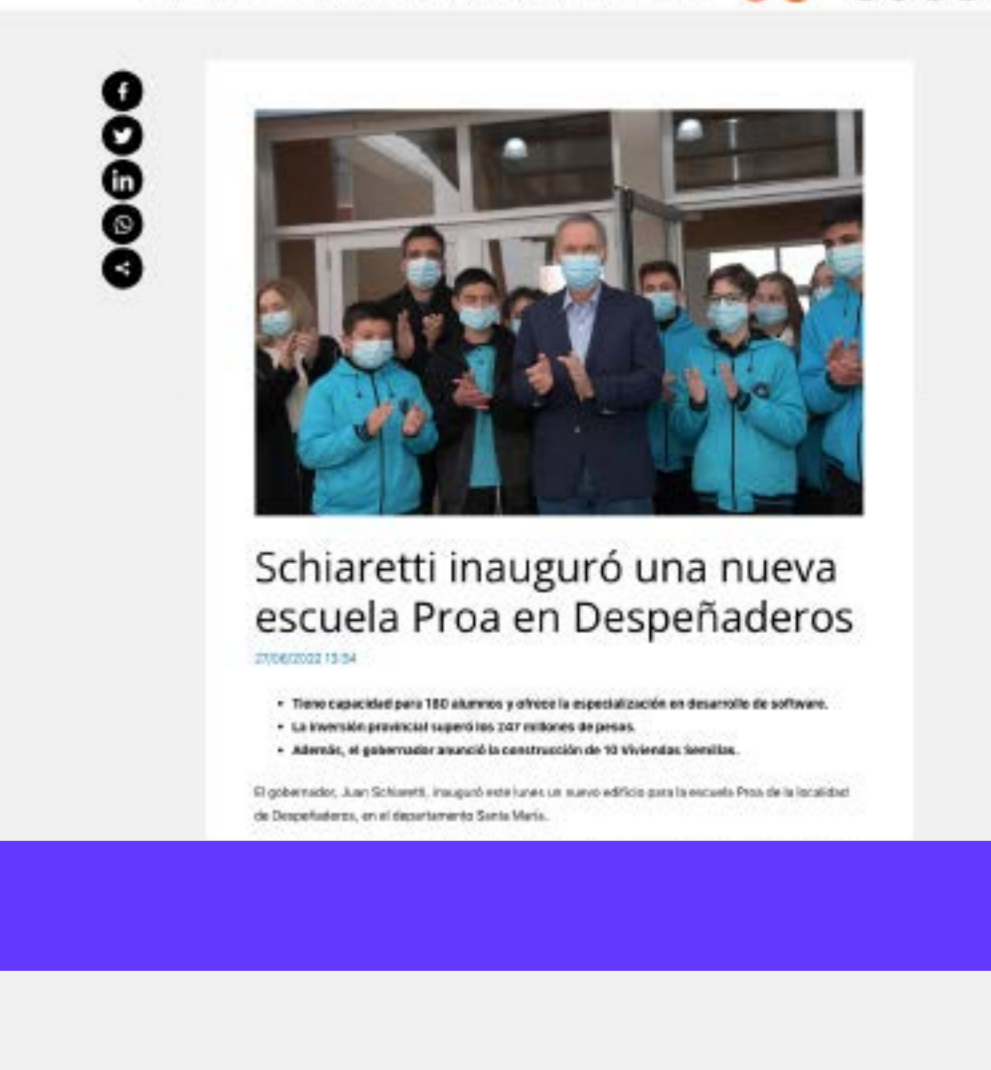 Schiaretti inauguró una nueva
escuela Proa en Despeñaderos
27/06/2022 13:54
Tiene capacidad para 180 alumnos y ofrece la especialización en desarrollo de software.
La inversión provincial superó los 247 millones de pesos.
Además, el gobernador anunció la construcción de 10 Viviendas Semillas.
El gobernador, Juan Schiaretti, inauguró este lunes un nuevo edificio para la escuela Proa de la localidad
de Despeñaderos, en el departamento Santa María.